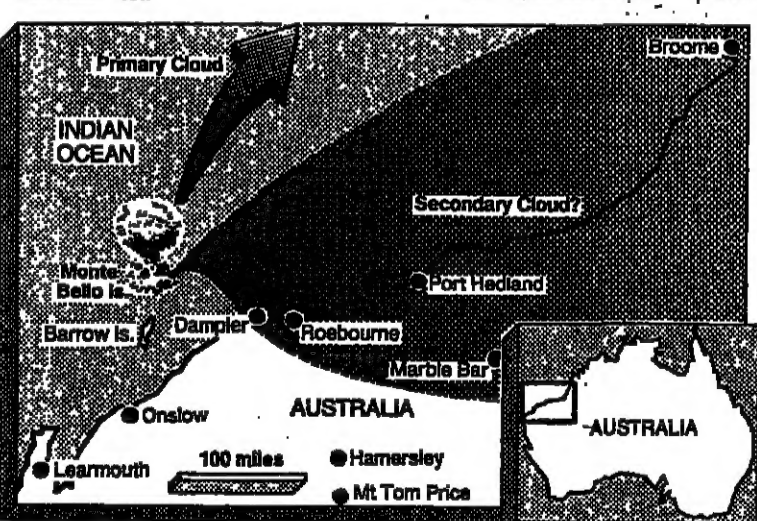 Primary Cloud
Broome
INDIAN
OCEAN
Secondary Cloud?
Monte
Bello Is.
Port Hedland
Barrow Is.
Dampier
Roebourne
Marble Bar
Onslow
AUSTRALIA
AUSTRALIA
Learmouth
100 miles
Hamersley
Mt Tom Price